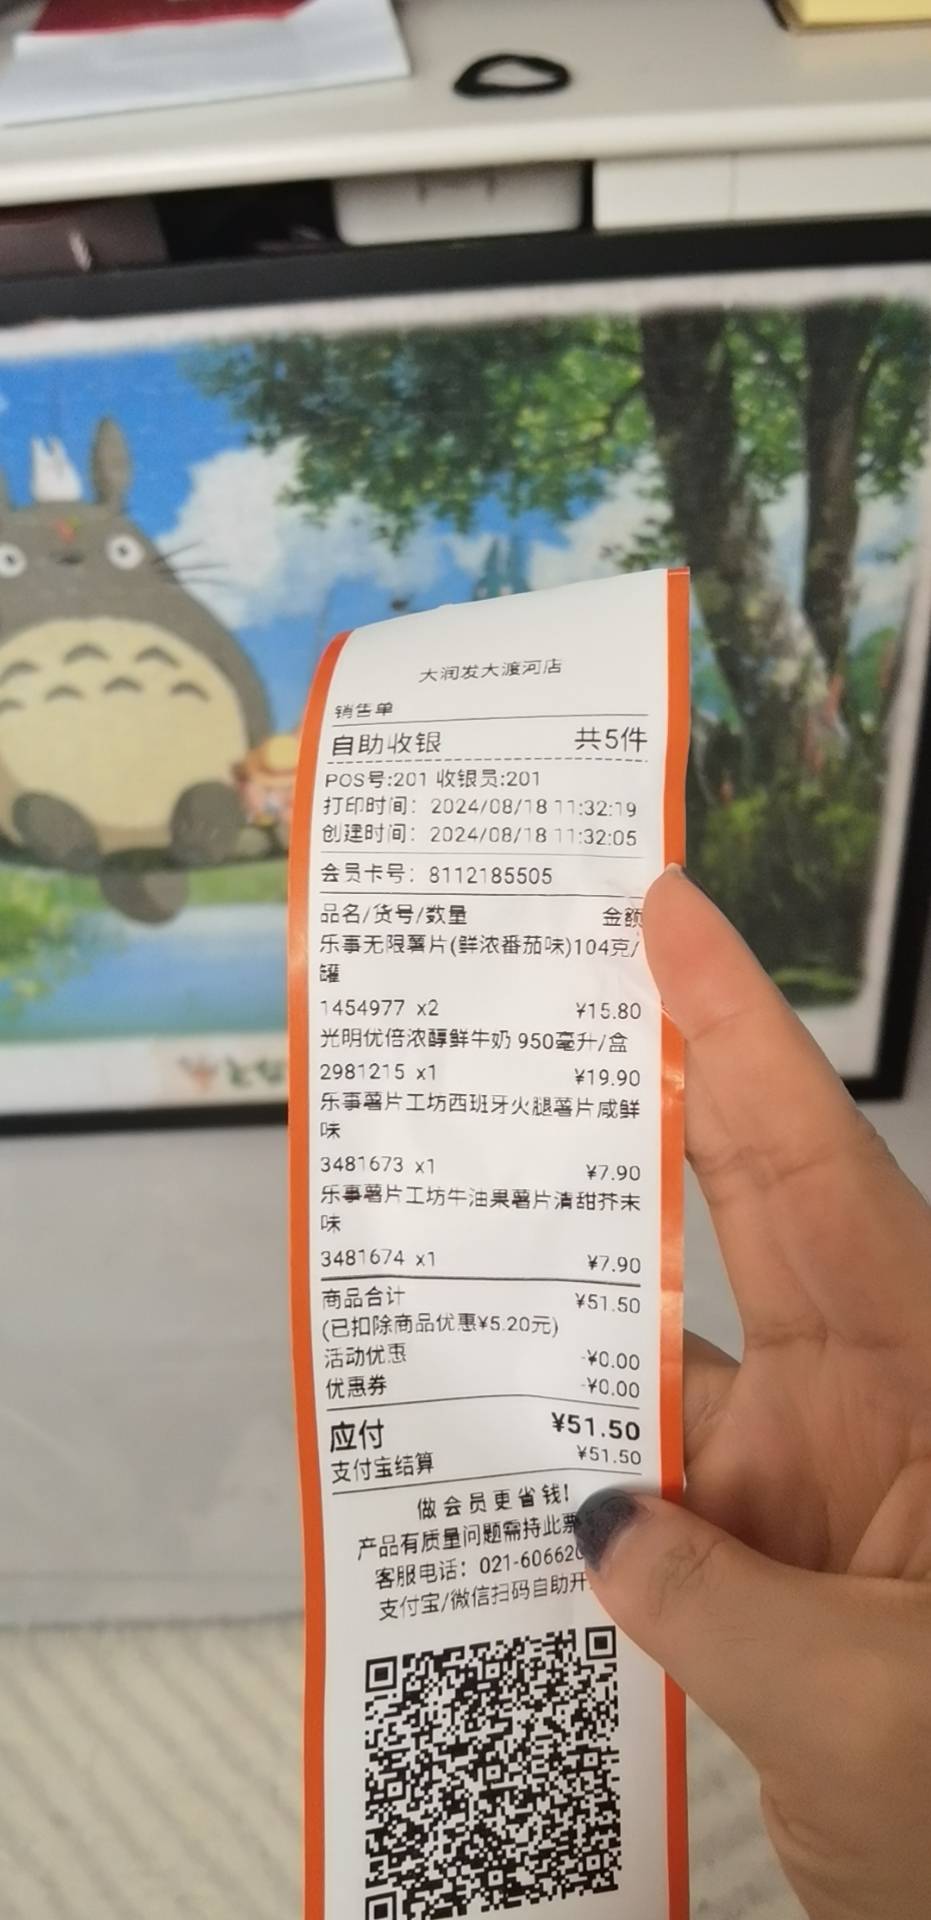 大润发大渡河店
销售单
自助收银 共5件
POS号:201 收银员:201
打印时间: 2024/08/18 11:32:19
创建时间: 2024/08/18 11:32:05
会员卡号: 8112185505
品名/货号/数量 金额
乐事无限薯片(鲜浓番茄味)104克/
罐
1454977 x2 ¥15.80
光明优倍浓醇鲜牛奶 950毫升/盒
2981215 x1 ¥19.90
乐事薯片工坊西班牙火腿薯片咸鲜
味
3481673 x1 ¥7.90
乐事薯片工坊牛油果薯片清甜芥末
味
3481674 x1 ¥7.90
商品合计 ¥51.50
(已扣除商品优惠¥5.20元)
活动优惠 -¥0.00
优惠券 -¥0.00
应付 ¥51.50
支付宝结算 ¥51.50
做会员更省钱!
产品有质量问题需持此票
客服电话: 021-60662
支付宝/微信扫码自助开